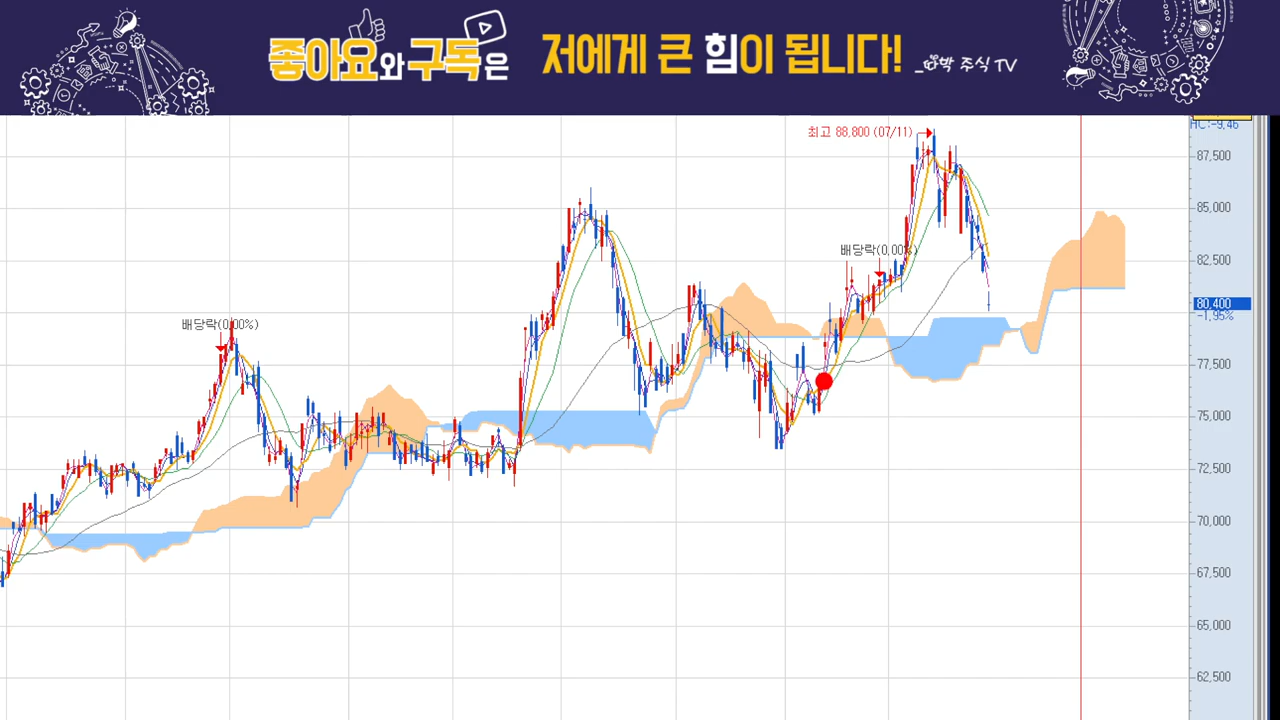 좋아요와 구독은 저에게 큰 힘이 됩니다!
박 주식 TV
HC:-9,46
최고 88,800 (07/11)
87,500
85,000
배당락(0,00%)
82,500
80,400
-1,95%
배당락(0,00%)
77,500
75,000
72,500
70,000
67,500
65,000
62,500